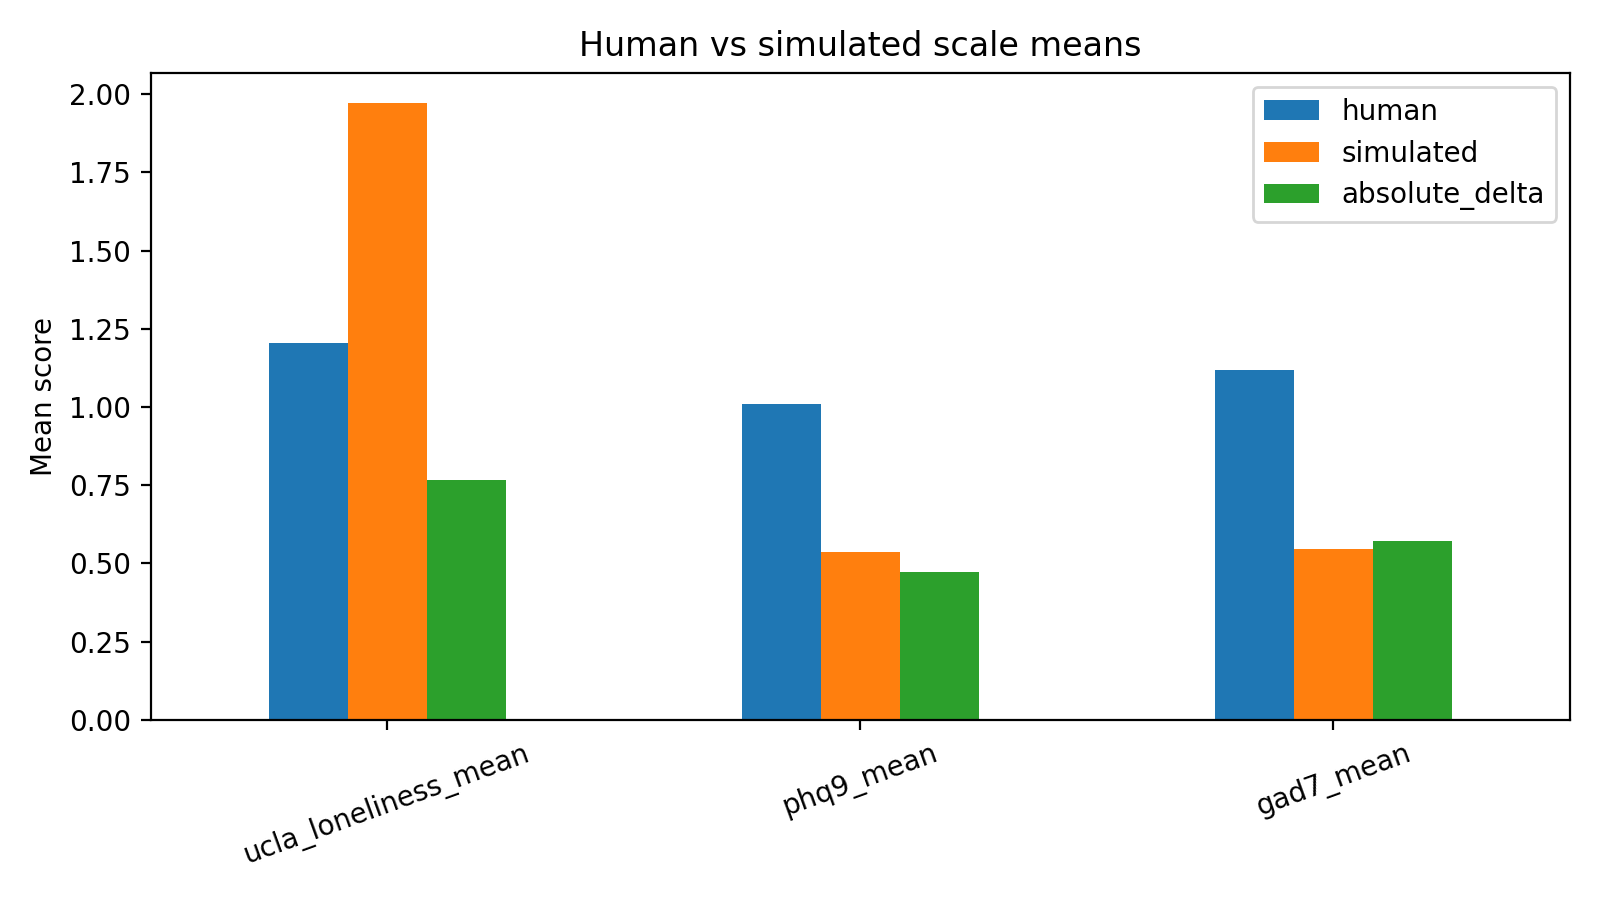 Human vs simulated scale means
human
simulated
absolute_delta
Mean score
2.00
1.75
1.50
1.25
1.00
0.75
0.50
0.25
0.00
ucla_loneliness_mean
phq9_mean
gad7_mean